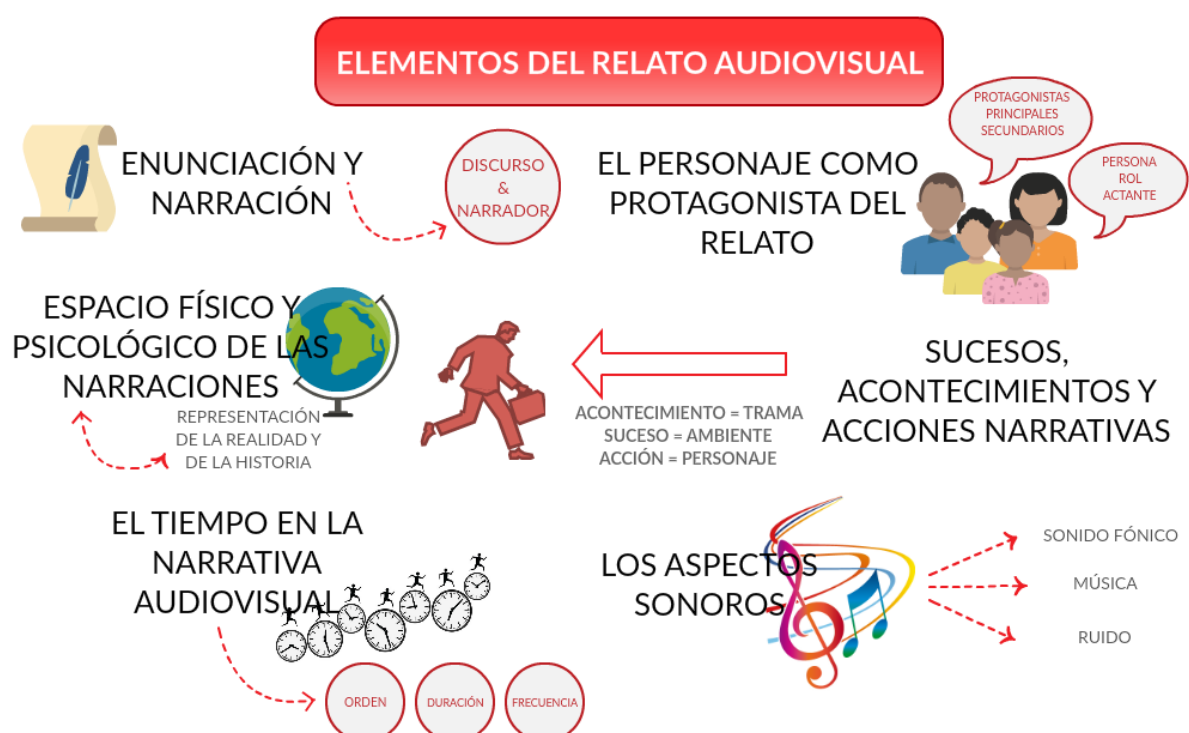 ELEMENTOS DEL RELATO AUDIOVISUAL
ENUNCIACIÓN Y
NARRACIÓN
DISCURSO
&
NARRADOR
EL PERSONAJE COMO
PROTAGONISTA DEL
RELATO
PROTAGONISTAS
PRINCIPALES
SECUNDARIOS
PERSONA
ROL
ACTANTE
ESPACIO FÍSICO Y
PSICOLÓGICO DE LAS
NARRACIONES
REPRESENTACIÓN
DE LA REALIDAD Y
DE LA HISTORIA
SUCESOS,
ACONTECIMIENTOS Y
ACCIONES NARRATIVAS
ACONTECIMIENTO = TRAMA
SUCESO = AMBIENTE
ACCIÓN = PERSONAJE
EL TIEMPO EN LA
NARRATIVA
AUDIOVISUAL
ORDEN
DURACIÓN
FRECUENCIA
LOS ASPECTOS
SONOROS
SONIDO FÓNICO
MÚSICA
RUIDO